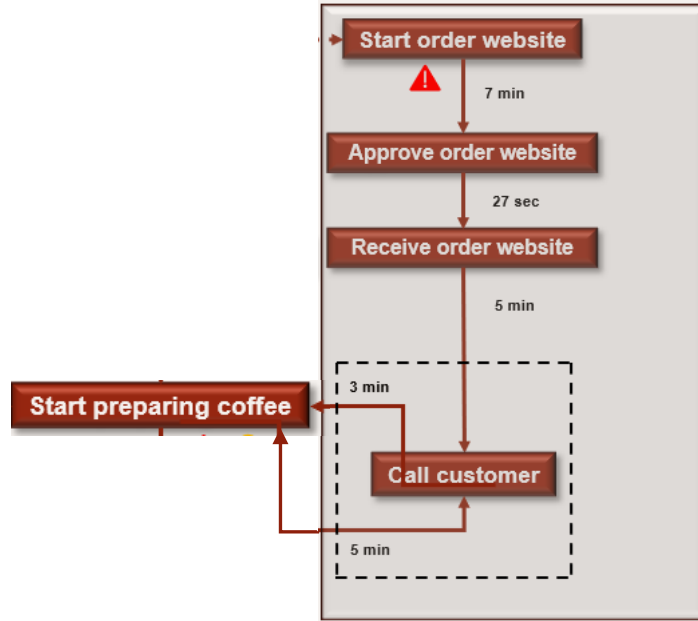 Start order website
7 min
Approve order website
27 sec
Receive order website
5 min
3 min
Start preparing coffee
Call customer
5 min